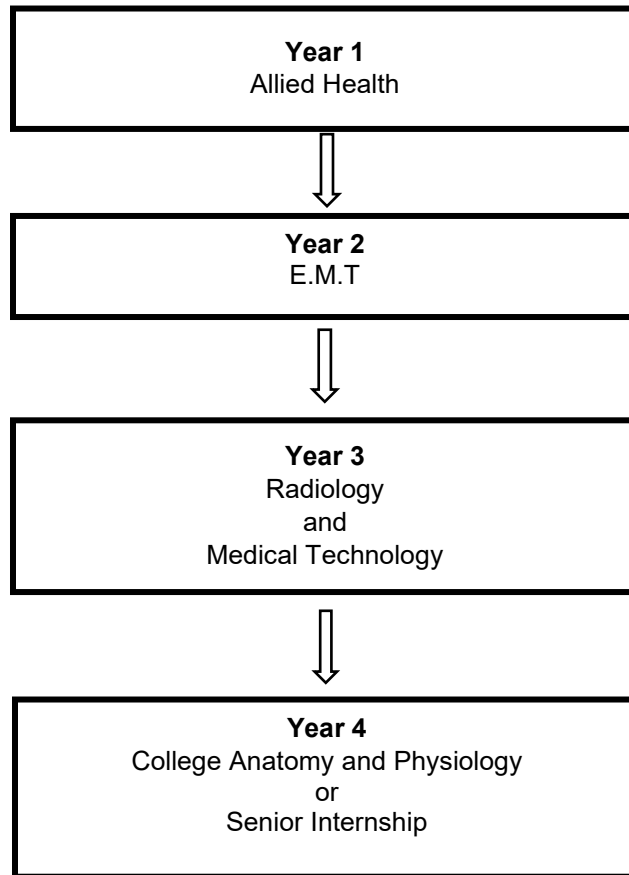 Year 1
Allied Health
Year 2
E.M.T
Year 3
Radiology
and
Medical Technology
Year 4
College Anatomy and Physiology
or
Senior Internship